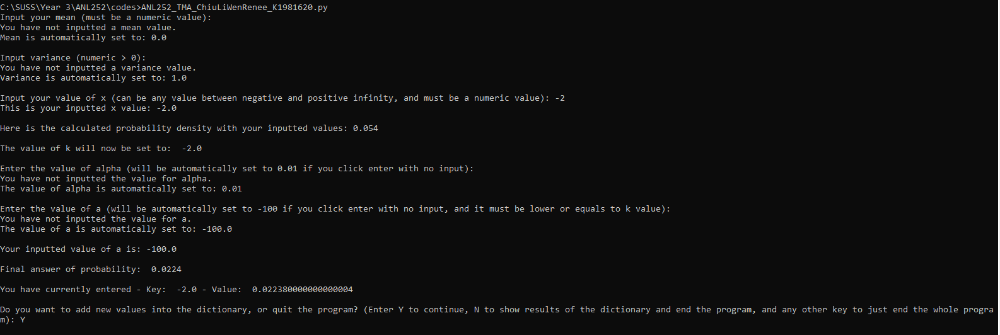 C:\SUSS\Year 3\ANL252\codes>ANL252_TMA_ChiuLiWenRenee_K1981620.py
Input your mean (must be a numeric value):
You have not inputted a mean value.
Mean is automatically set to: 0.0
Input variance (numeric > 0):
You have not inputted a variance value.
Variance is automatically set to: 1.0
Input your value of x (can be any value between negative and positive infinity, and must be a numeric value): -2
This is your inputted x value: -2.0
Here is the calculated probability density with your inputted values: 0.054
The value of k will now be set to:  -2.0
Enter the value of alpha (will be automatically set to 0.01 if you click enter with no input):
You have not inputted the value for alpha.
The value of alpha is automatically set to: 0.01
Enter the value of a (will be automatically set to -100 if you click enter with no input, and it must be lower or equals to k value):
You have not inputted the value for a.
The value of a is automatically set to: -100.0
Your inputted value of a is: -100.0
Final answer of probability:  0.0224
You have currently entered - Key:  -2.0 - Value:  0.022380000000000004
Do you want to add new values into the dictionary, or quit the program? (Enter Y to continue, N to show results of the dictionary and end the program, and any other key to just end the whole progra
m): Y